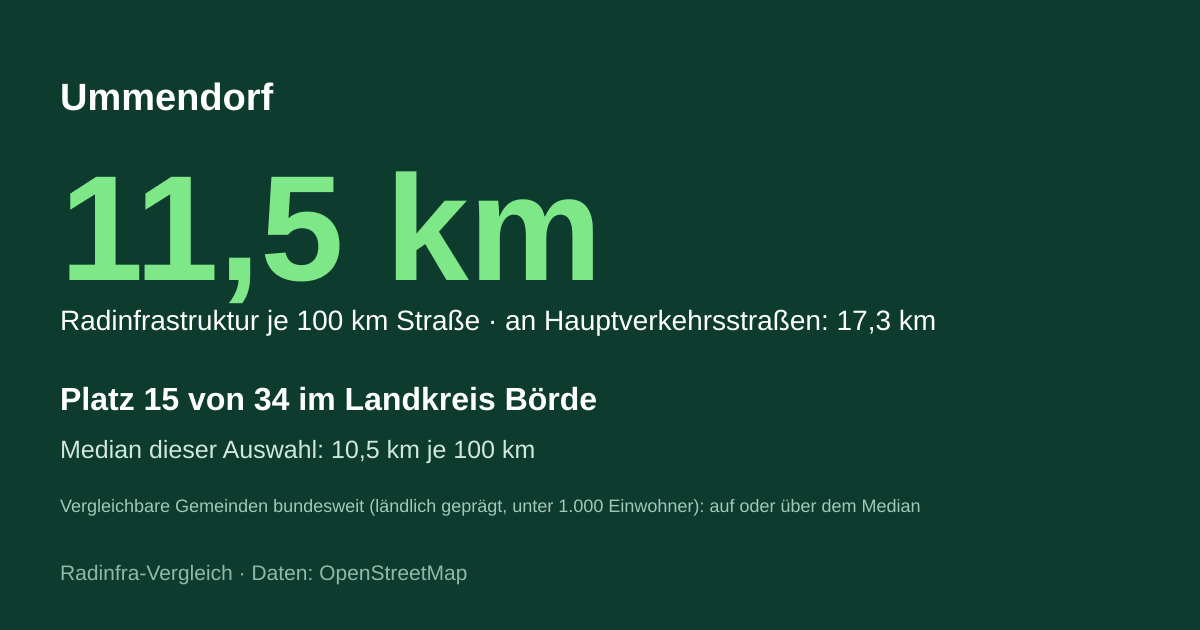 Ummendorf
11,5 km
Radinfrastruktur je 100 km Straße · an Hauptverkehrsstraßen: 17,3 km
Platz 15 von 34 im Landkreis Börde
Median dieser Auswahl: 10,5 km je 100 km
Vergleichbare Gemeinden bundesweit (ländlich geprägt, unter 1.000 Einwohner): auf oder über dem Median
Radinfra-Vergleich · Daten: OpenStreetMap